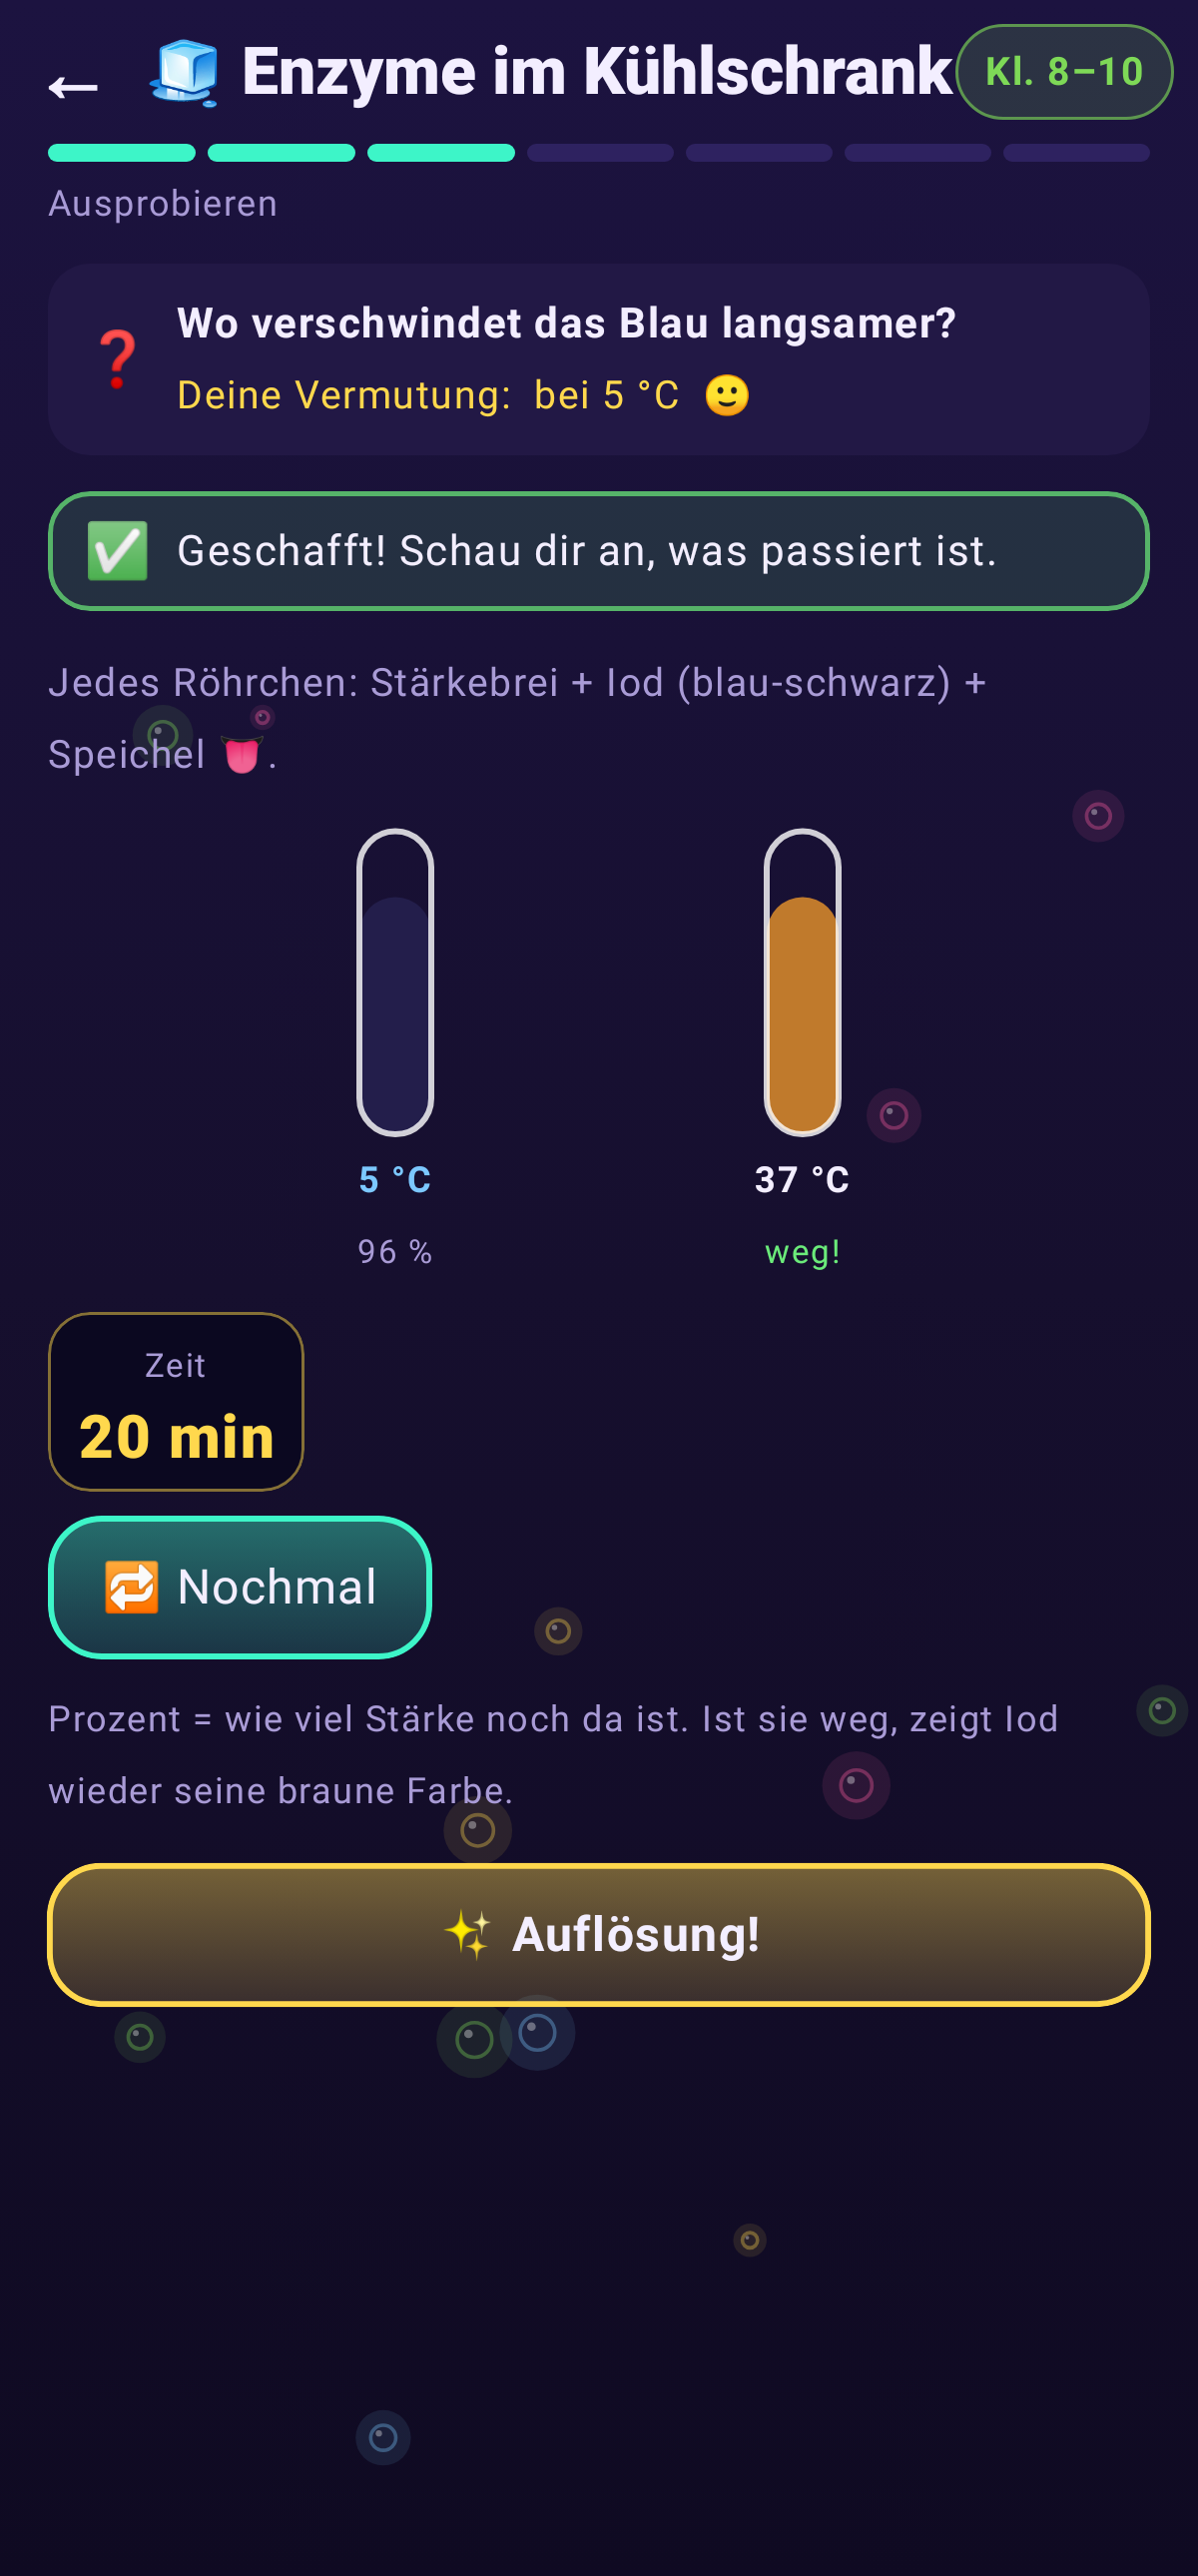 ← 🧊 Enzyme im Kühlschrank Kl. 8–10
Ausprobieren
❓ Wo verschwindet das Blau langsamer?
Deine Vermutung: bei 5 °C 🙂
✅ Geschafft! Schau dir an, was passiert ist.
Jedes Röhrchen: Stärkebrei + Iod (blau-schwarz) +
Speichel 👅.
5 °C 37 °C
96 % weg!
Zeit
20 min
🔁 Nochmal
Prozent = wie viel Stärke noch da ist. Ist sie weg, zeigt Iod
wieder seine braune Farbe.
✨ Auflösung!